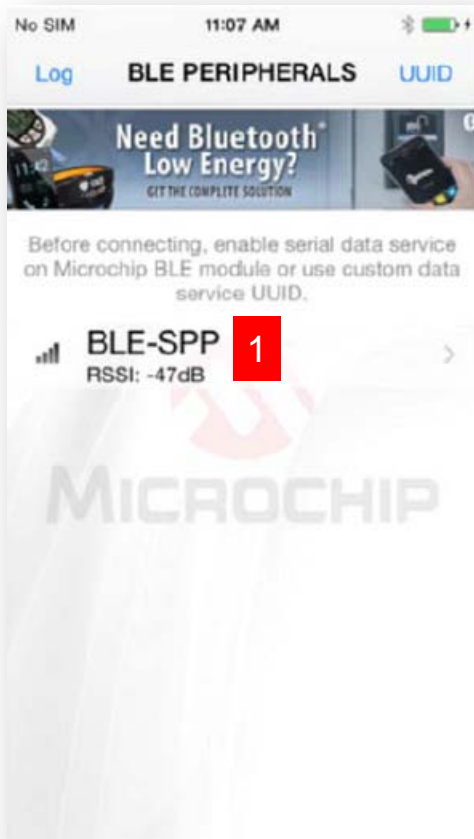 No SIM 11:07 AM
Log BLE PERIPHERALS UUID
Need Bluetooth®
Low Energy?
GET THE COMPLETE SOLUTION
Before connecting, enable serial data service
on Microchip BLE module or use custom data
service UUID.
BLE-SPP 1
RSSI: -47dB
MICROCHIP